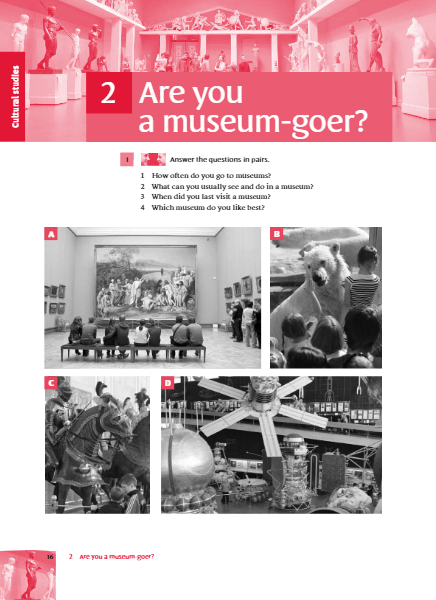 Cultural studies
2 Are you
a museum-goer?
1 Answer the questions in pairs.
1 How often do you go to museums?
2 What can you usually see and do in a museum?
3 When did you last visit a museum?
4 Which museum do you like best?
A
B
C
D
16 2 Are you a museum-goer?